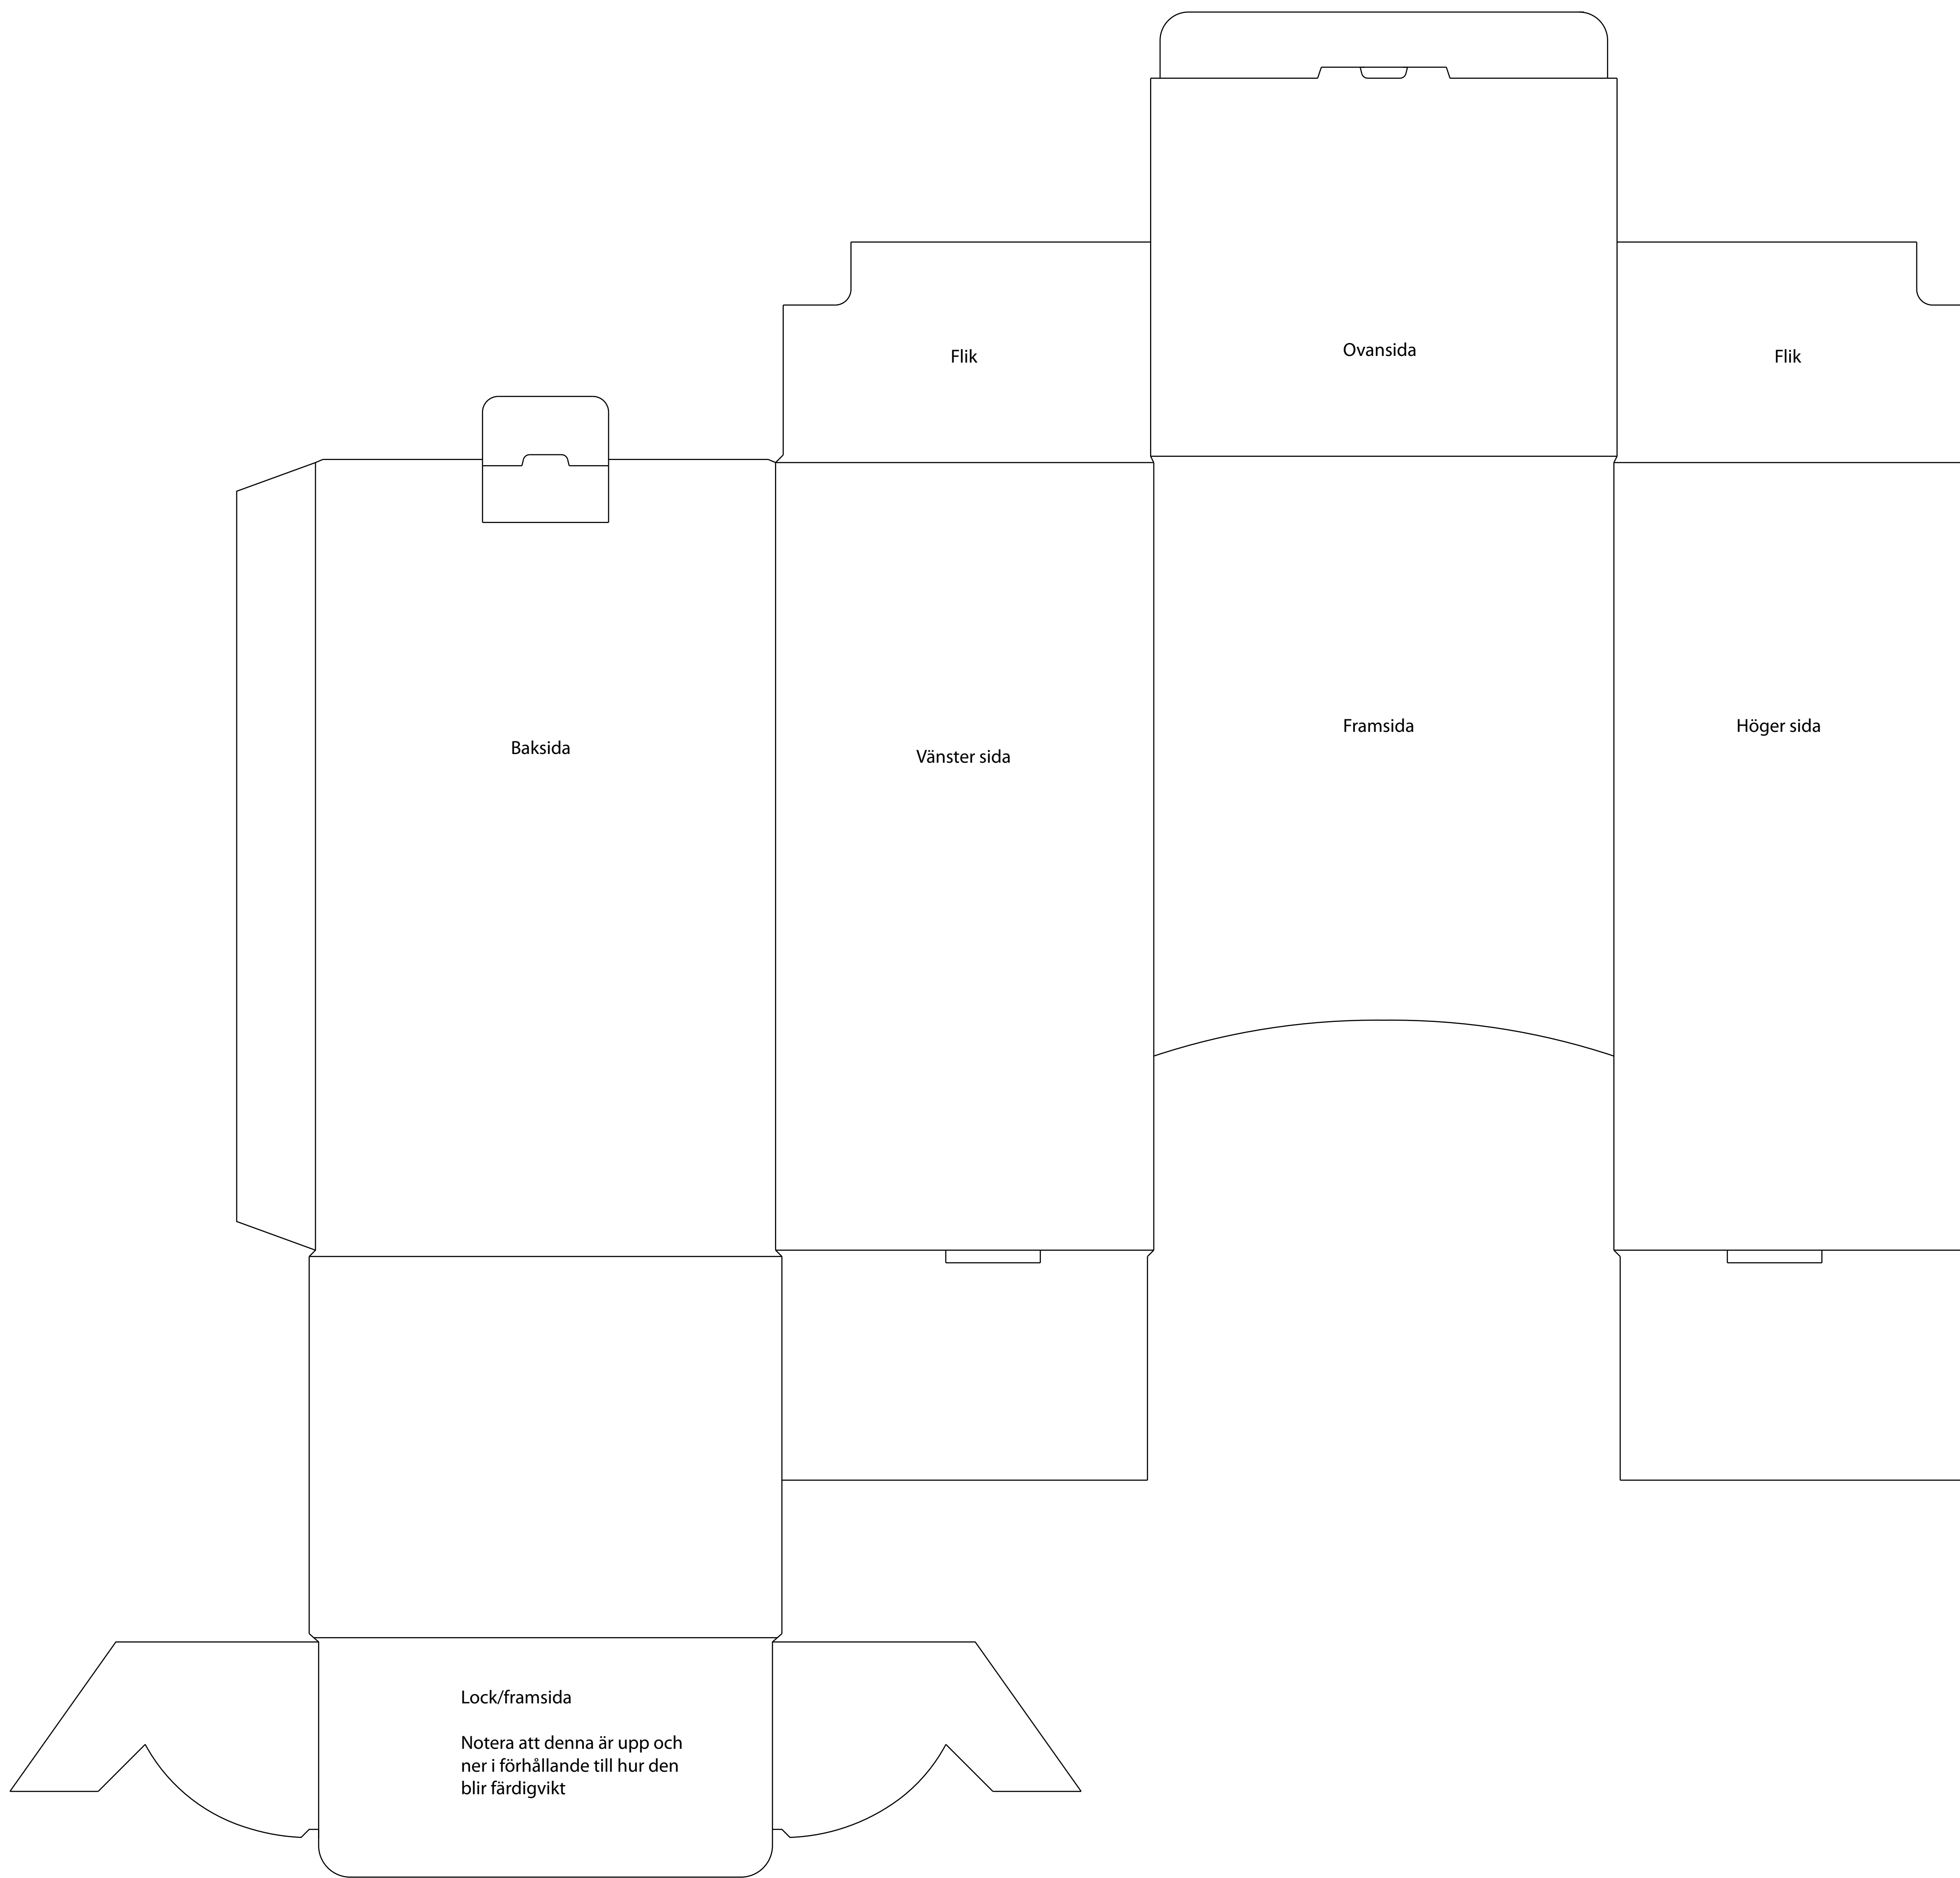 Ovansida
Flik
Flik
Baksida
Vänster sida
Framsida
Höger sida
Lock/framsida
Notera att denna är upp och
ner i förhållande till hur den
blir färdigvikt